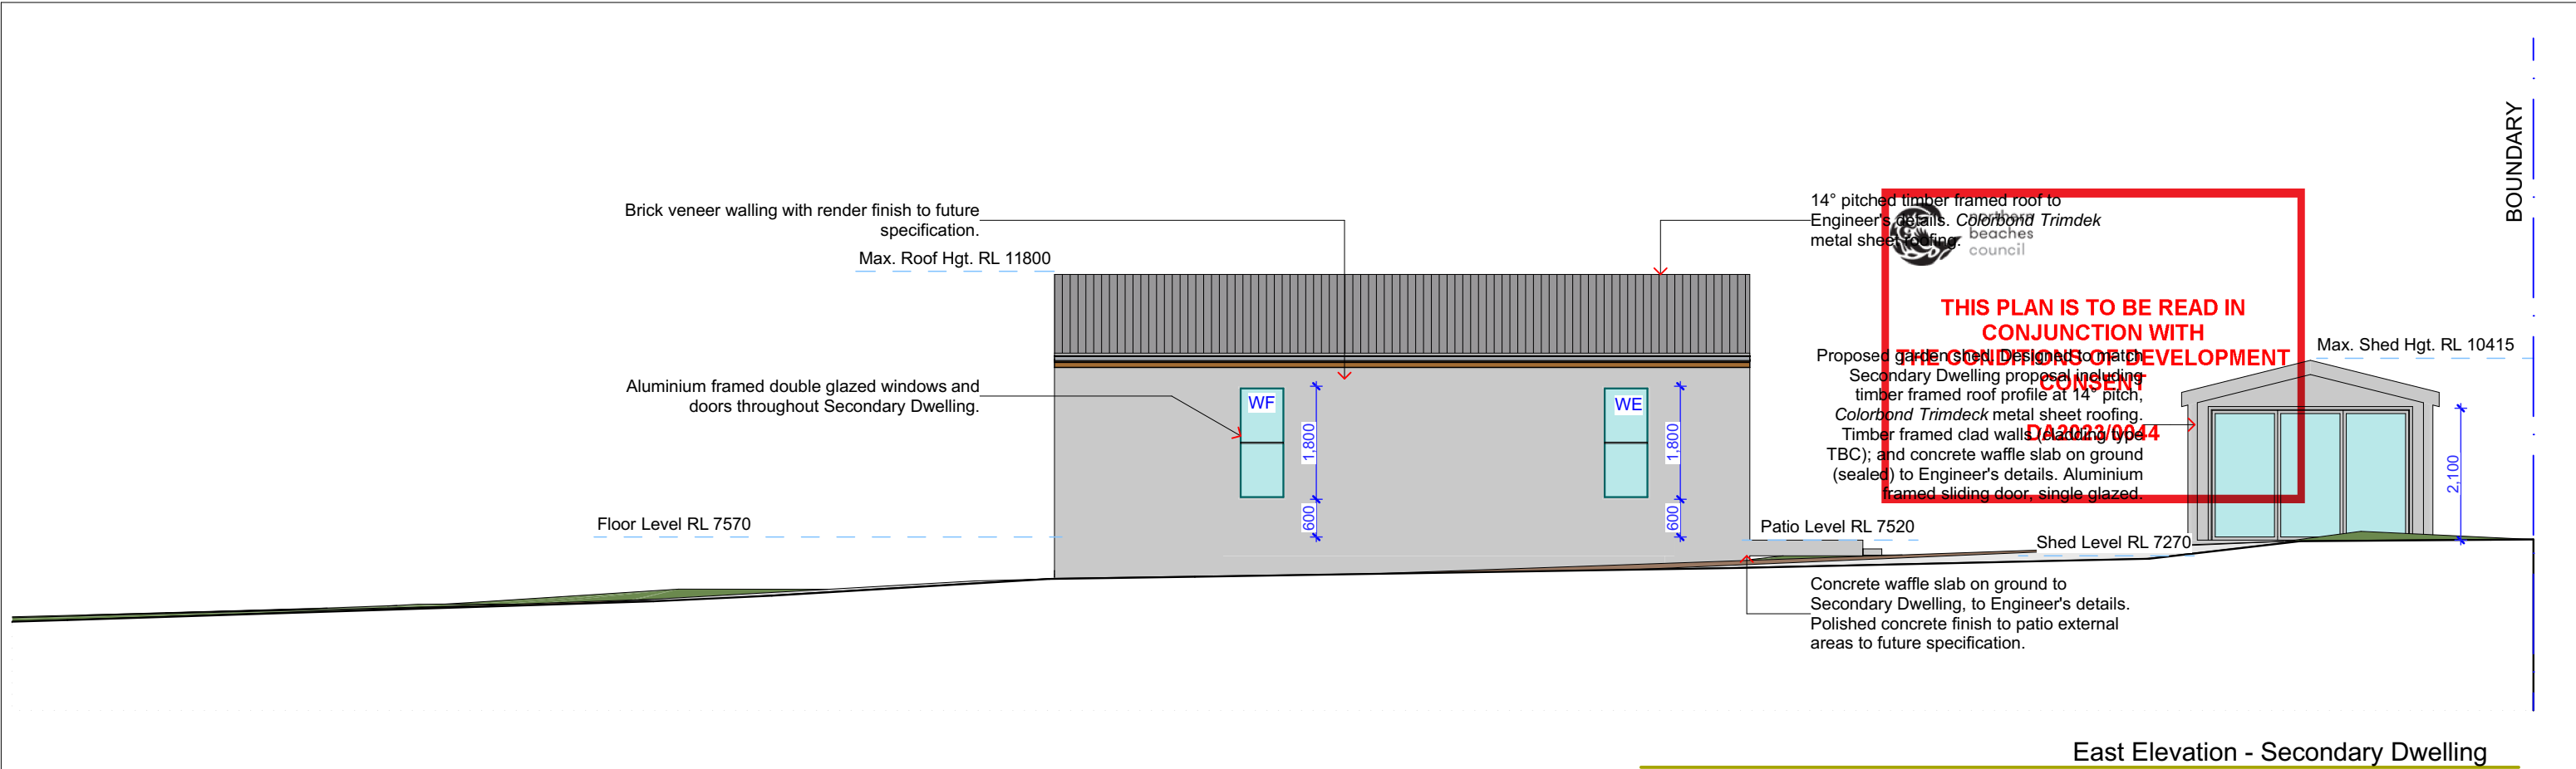 BOUNDARY
Brick veneer walling with render finish to future
specification.
Max. Roof Hgt. RL 11800
Aluminium framed double glazed windows and
doors throughout Secondary Dwelling.
Floor Level RL 7570
WF
1,800
600
WE
1,800
600
14° pitched timber framed roof to
Engineer's details. Colorbond Trimdek
metal sheet roofing.
northern
beaches
council
THIS PLAN IS TO BE READ IN
CONJUNCTION WITH
THE CONDITIONS OF DEVELOPMENT
CONSENT
DA2023/0044
Proposed garden shed. Designed to match
Secondary Dwelling proposal including
timber framed roof profile at 14° pitch,
Colorbond Trimdeck metal sheet roofing.
Timber framed clad walls (cladding type
TBC); and concrete waffle slab on ground
(sealed) to Engineer's details. Aluminium
framed sliding door, single glazed.
Max. Shed Hgt. RL 10415
2,100
Patio Level RL 7520
Shed Level RL 7270
Concrete waffle slab on ground to
Secondary Dwelling, to Engineer's details.
Polished concrete finish to patio external
areas to future specification.
East Elevation - Secondary Dwelling